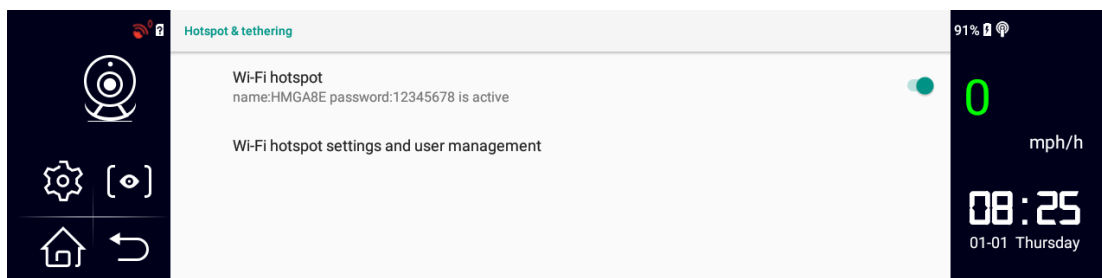 0
?
Hotspot & tethering
Wi-Fi hotspot
name:HMGA8E password:12345678 is active
Wi-Fi hotspot settings and user management
91%
0
mph/h
08:25
01-01 Thursday